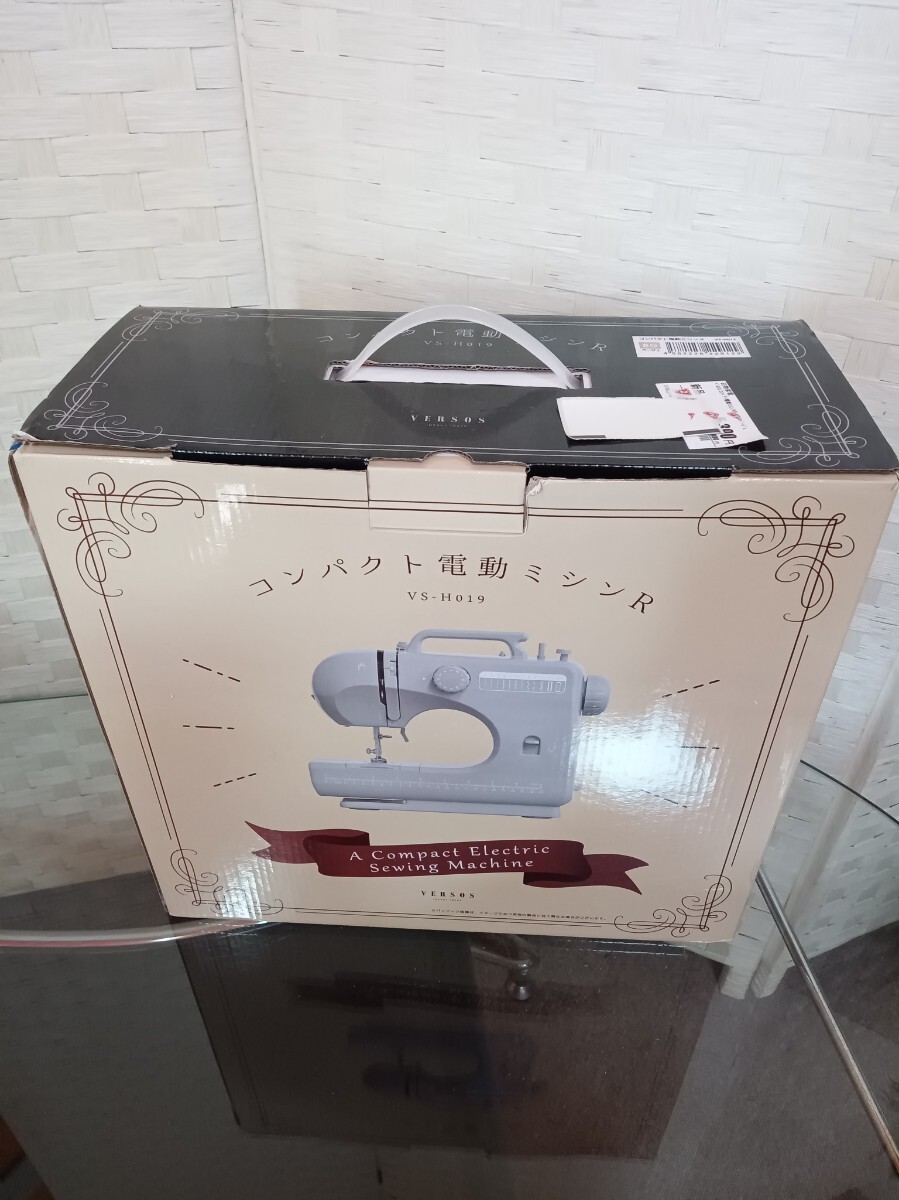 コンパクト電動ミシンR
VS-H019
VERSOS
コンパクト電動ミシンR
VS-H019
A Compact Electric
Sewing Machine
VERSOS